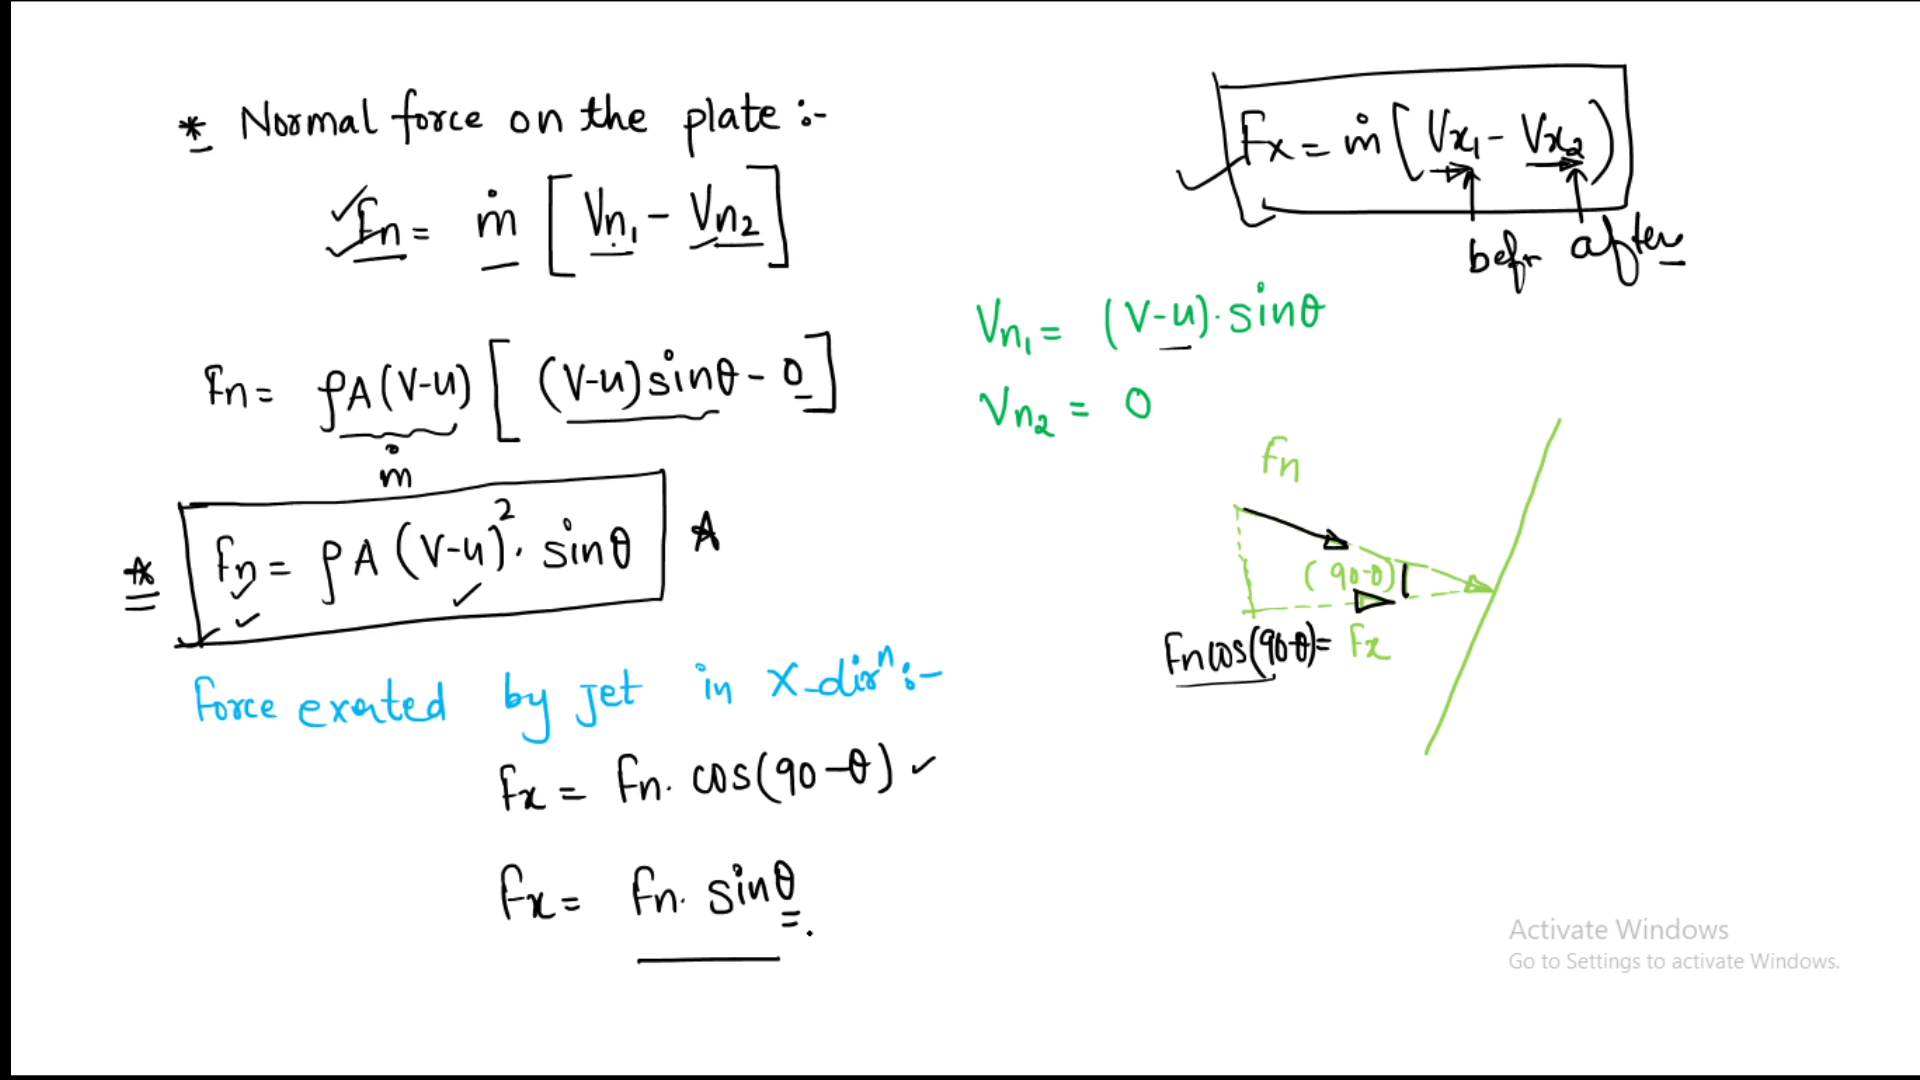 * Normal force on the plate :-
Fn = ṁ [Vn₁ - Vn₂]
Fn = ρA(V-u) [(V-u)sinθ - 0]
ṁ
Fn = ρA(V-u)². sinθ
Force exerted by jet in X-dirⁿ :-
Fx = Fn. cos(90-θ) ✓
Fx = Fn. sinθ
Fx = ṁ (Vx₁ - Vx₂)
befr after
Vn₁ = (V-u). sinθ
Vn₂ = 0
Fn
(90-θ)
Fn cos(90-θ) = Fx
Activate Windows
Go to Settings to activate Windows.